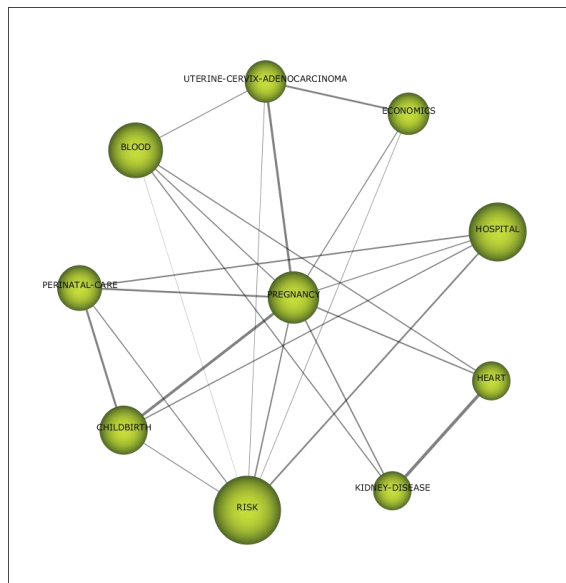 UTERINE-CERVIX-ADENOCARCINOMA
ECONOMICS
BLOOD
HOSPITAL
PERINATAL-CARE
PREGNANCY
HEART
CHILDBIRTH
KIDNEY-DISEASE
RISK